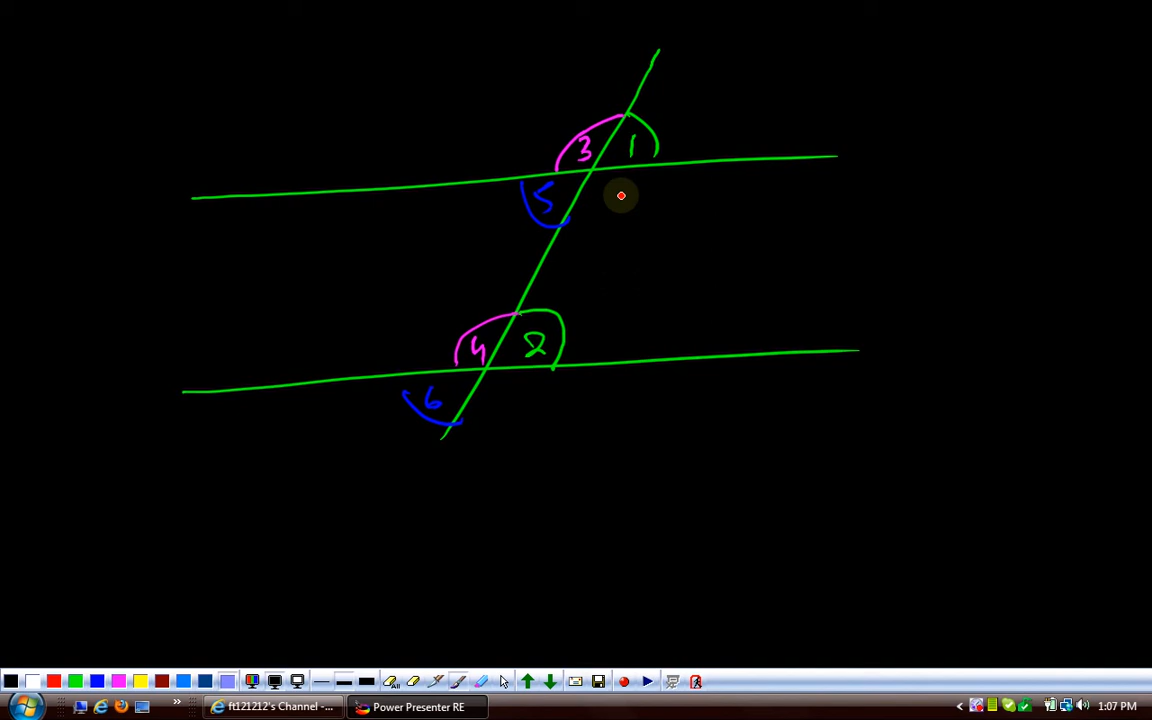 3 1
5
4 2
6
ft121212's Channel -...
Power Presenter RE
1:07 PM